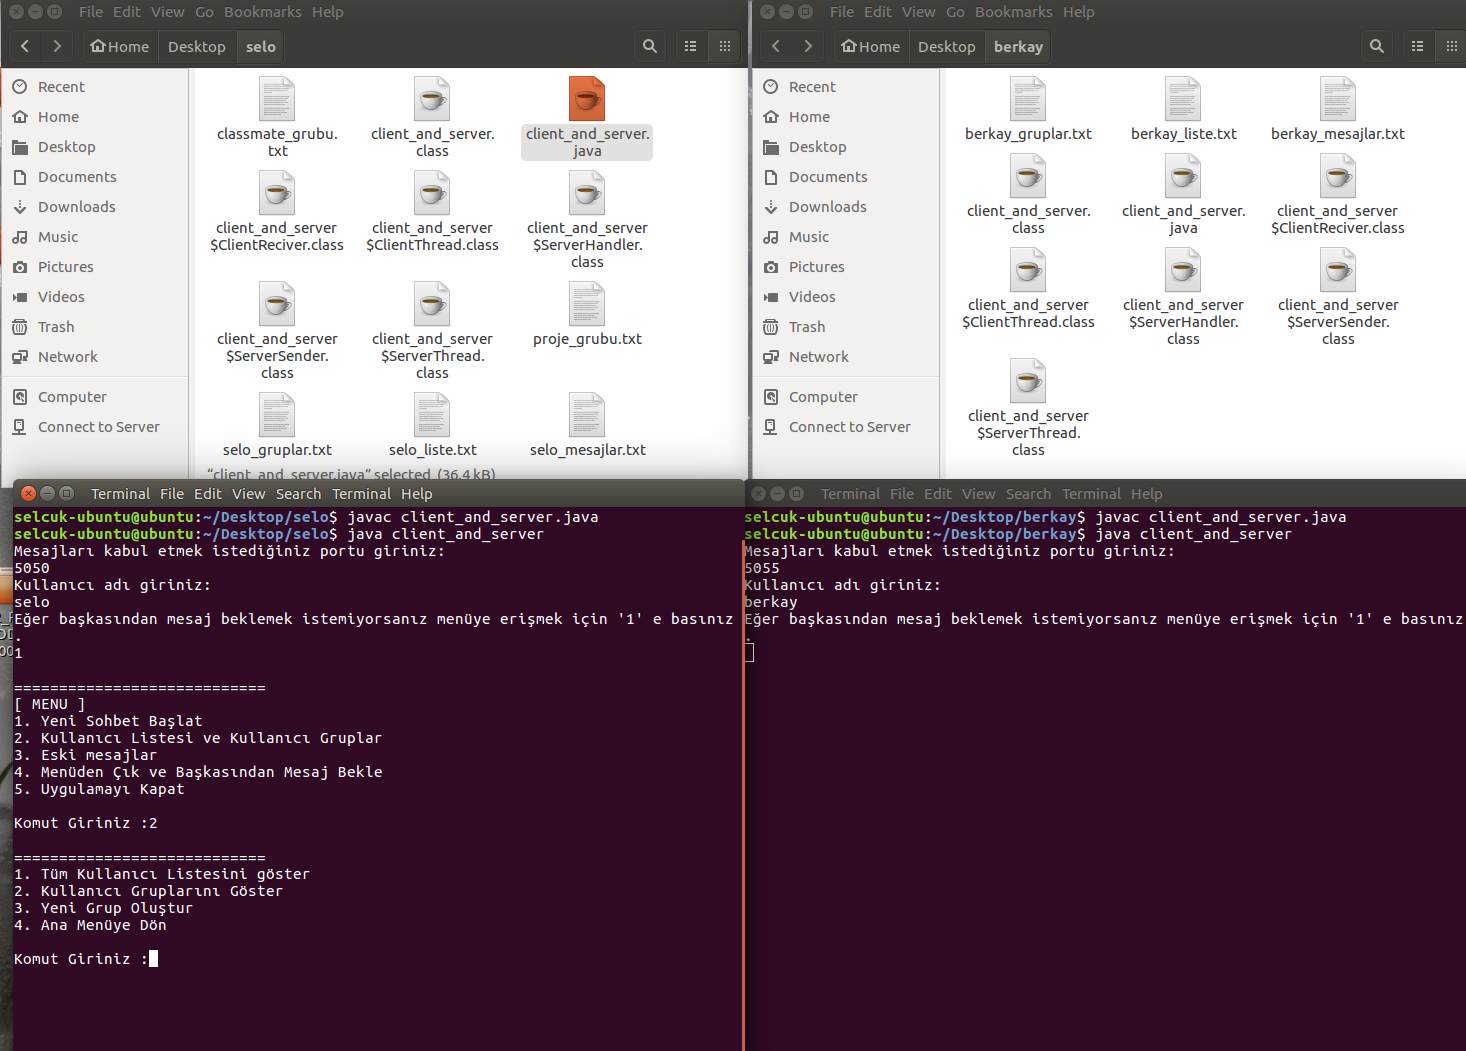 File Edit View Go Bookmarks Help
Home Desktop selo
Recent
Home
Desktop
Documents
Downloads
Music
Pictures
Videos
Trash
Network
Computer
Connect to Server
classmate_grubu.
txt
client_and_server.
class
client_and_server.
java
client_and_server
$ClientReciver.class
client_and_server
$ClientThread.class
client_and_server
$ServerHandler.
class
client_and_server
$ServerSender.
class
client_and_server
$ServerThread.
class
proje_grubu.txt
selo_gruplar.txt
selo_liste.txt
selo_mesajlar.txt
“client_and_server.java” selected (36,4 kB)
File Edit View Go Bookmarks Help
Home Desktop berkay
Recent
Home
Desktop
Documents
Downloads
Music
Pictures
Videos
Trash
Network
Computer
Connect to Server
berkay_gruplar.txt
berkay_liste.txt
berkay_mesajlar.txt
client_and_server.
class
client_and_server.
java
client_and_server
$ClientReciver.class
client_and_server
$ClientThread.class
client_and_server
$ServerHandler.
class
client_and_server
$ServerSender.
class
client_and_server
$ServerThread.
class
Terminal File Edit View Search Terminal Help
selcuk-ubuntu@ubuntu:~/Desktop/selo$ javac client_and_server.java
selcuk-ubuntu@ubuntu:~/Desktop/selo$ java client_and_server
Mesajları kabul etmek istediğiniz portu giriniz:
5050
Kullanıcı adı giriniz:
selo
Eğer başkasından mesaj beklemek istemiyorsanız menüye erişmek için '1' e basınız
.
1
============================
[ MENU ]
1. Yeni Sohbet Başlat
2. Kullanıcı Listesi ve Kullanıcı Gruplar
3. Eski mesajlar
4. Menüden Çık ve Başkasından Mesaj Bekle
5. Uygulamayı Kapat
Komut Giriniz :2
============================
1. Tüm Kullanıcı Listesini göster
2. Kullanıcı Gruplarını Göster
3. Yeni Grup Oluştur
4. Ana Menüye Dön
Komut Giriniz :
Terminal File Edit View Search Terminal Help
selcuk-ubuntu@ubuntu:~/Desktop/berkay$ javac client_and_server.java
selcuk-ubuntu@ubuntu:~/Desktop/berkay$ java client_and_server
Mesajları kabul etmek istediğiniz portu giriniz:
5055
Kullanıcı adı giriniz:
berkay
Eğer başkasından mesaj beklemek istemiyorsanız menüye erişmek için '1' e basınız
.